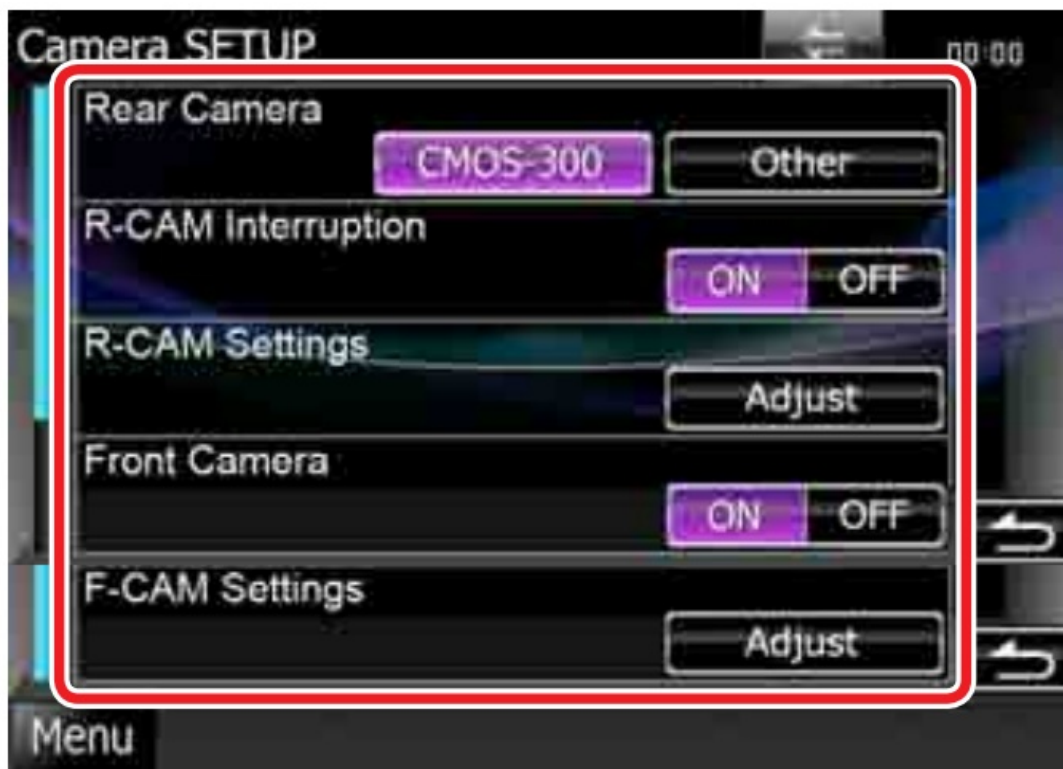 Camera SETUP
00:00
Rear Camera
CMOS-300 Other
R-CAM Interruption
ON OFF
R-CAM Settings
Adjust
Front Camera
ON OFF
F-CAM Settings
Adjust
Menu